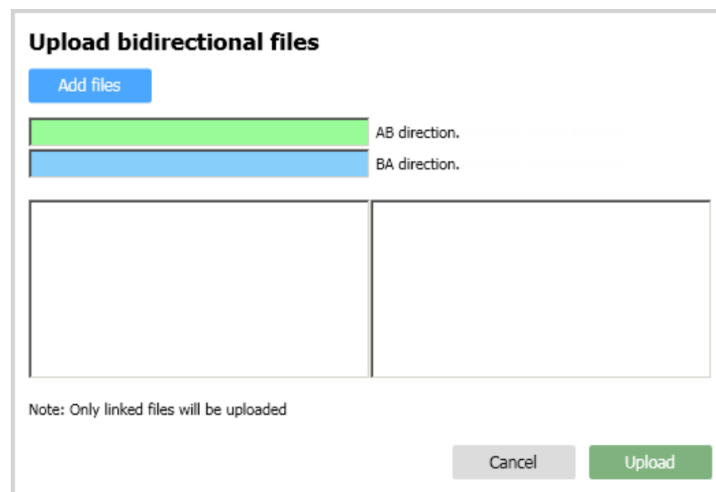 Upload bidirectional files
Add files
AB direction.
BA direction.
Note: Only linked files will be uploaded
Cancel
Upload